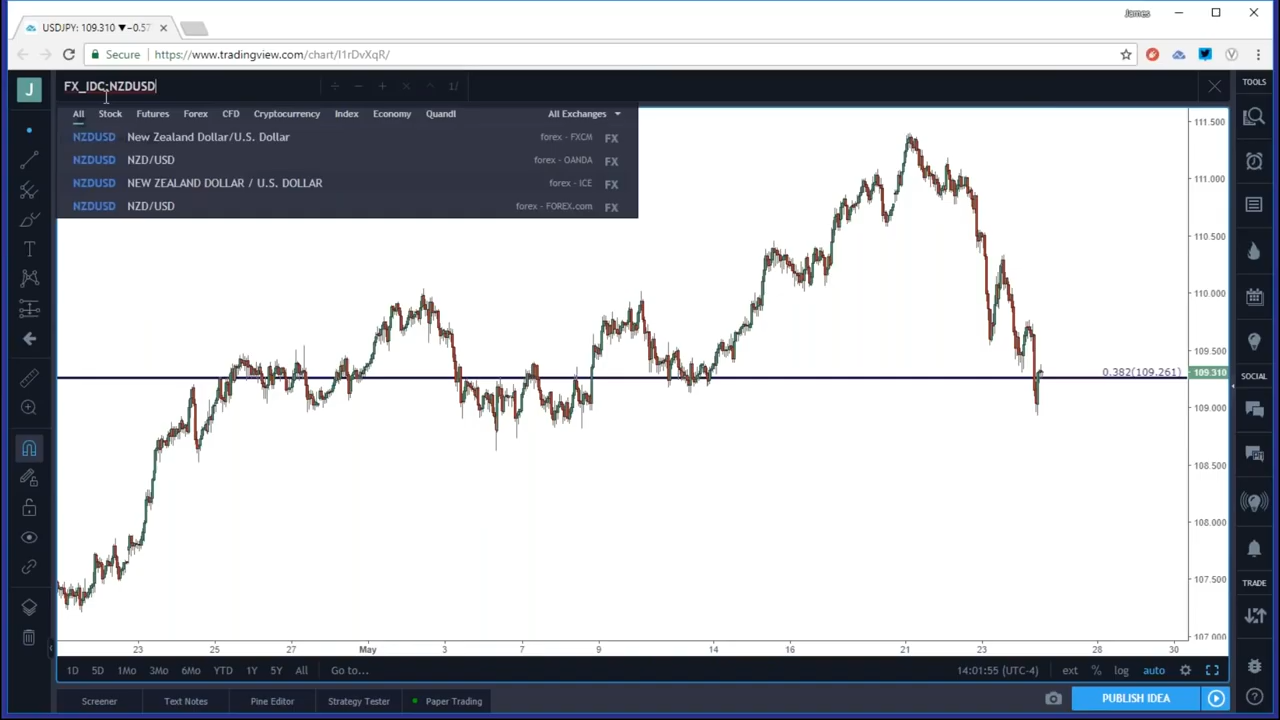 James
USDJPY: 109.310 ▼−0.57
Secure https://www.tradingview.com/chart/I1rDvXqR/
J
FX_IDC:NZDUSD
÷ − + × ^ 1/
TOOLS
All Stock Futures Forex CFD Cryptocurrency Index Economy Quandl All Exchanges
NZDUSD New Zealand Dollar/U.S. Dollar forex - FXCM FX
NZDUSD NZD/USD forex - OANDA FX
NZDUSD NEW ZEALAND DOLLAR / U.S. DOLLAR forex - ICE FX
NZDUSD NZD/USD forex - FOREX.com FX
111.500
111.000
110.500
110.000
109.500
0.382(109.261) 109.310
SOCIAL
109.000
108.500
108.000
107.500
TRADE
107.000
23 25 27 May 3 7 9 14 16 21 23 28 30
1D 5D 1Mo 3Mo 6Mo YTD 1Y 5Y All Go to... 14:01:55 (UTC-4) ext % log auto
Screener Text Notes Pine Editor Strategy Tester Paper Trading PUBLISH IDEA